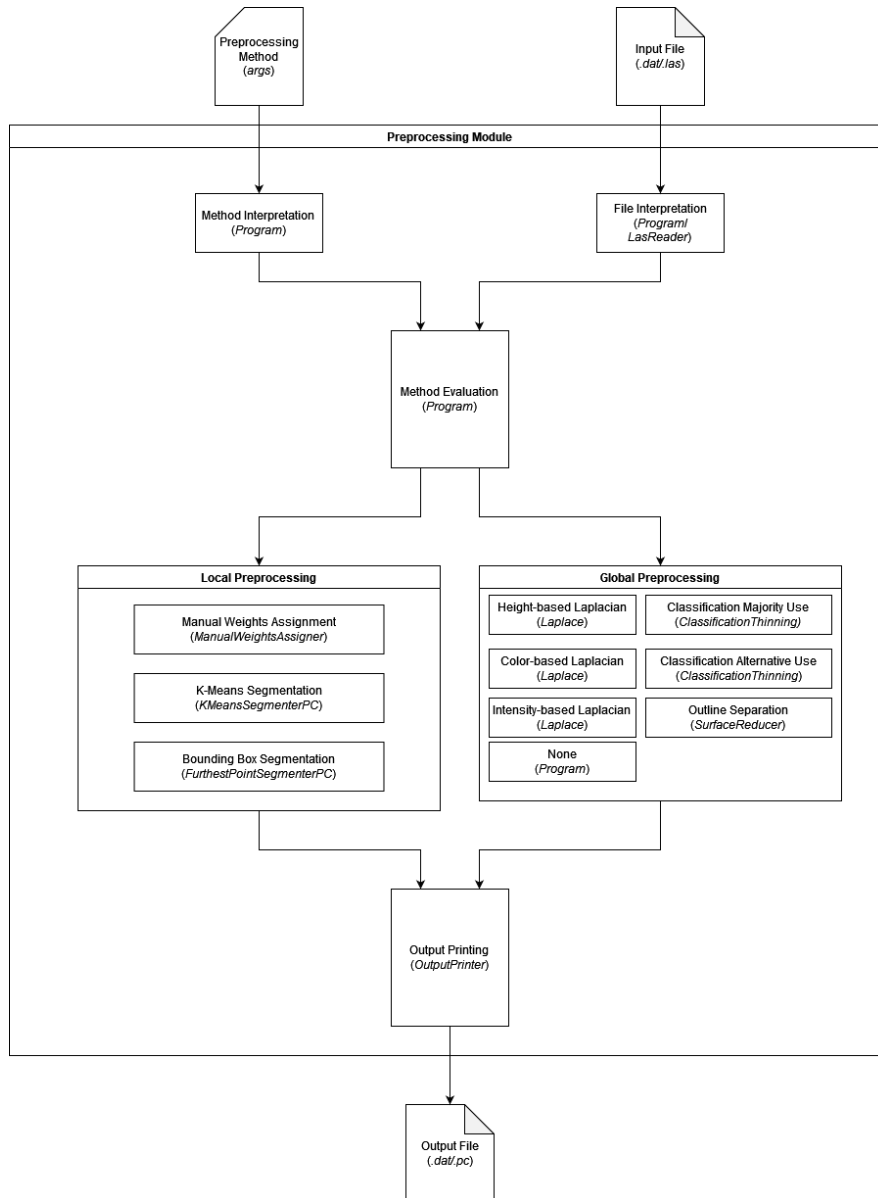 Preprocessing
Method
(args)
Input File
(.dat/.las)
Preprocessing Module
Method Interpretation
(Program)
File Interpretation
(Program/
LasReader)
Method Evaluation
(Program)
Local Preprocessing
Manual Weights Assignment
(ManualWeightsAssigner)
K-Means Segmentation
(KMeansSegmenterPC)
Bounding Box Segmentation
(FurthestPointSegmenterPC)
Global Preprocessing
Height-based Laplacian
(Laplace)
Classification Majority Use
(ClassificationThinning)
Color-based Laplacian
(Laplace)
Classification Alternative Use
(ClassificationThinning)
Intensity-based Laplacian
(Laplace)
Outline Separation
(SurfaceReducer)
None
(Program)
Output Printing
(OutputPrinter)
Output File
(.dat/.pc)